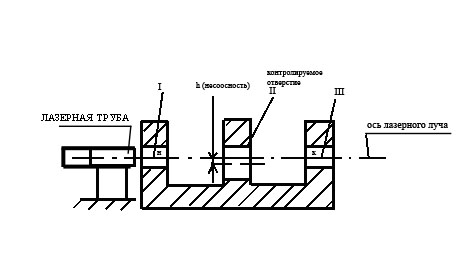 контролируемое
I h (несоосность) отверстие
II III
ЛАЗЕРНАЯ ТРУБА
ось лазерного луча
н х